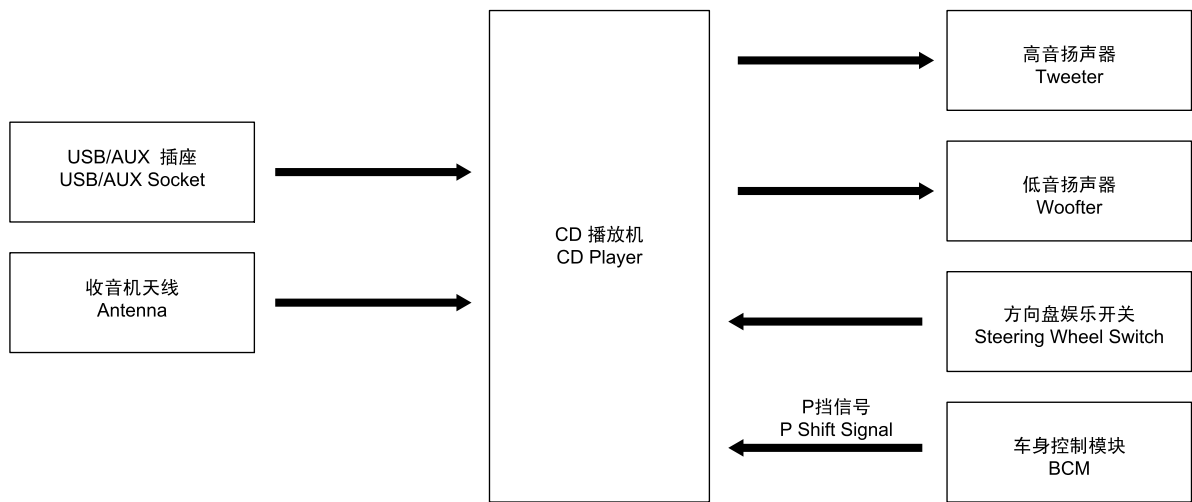 USB/AUX 插座
USB/AUX Socket
收音机天线
Antenna
CD 播放机
CD Player
高音扬声器
Tweeter
低音扬声器
Woofter
方向盘娱乐开关
Steering Wheel Switch
P挡信号
P Shift Signal
车身控制模块
BCM